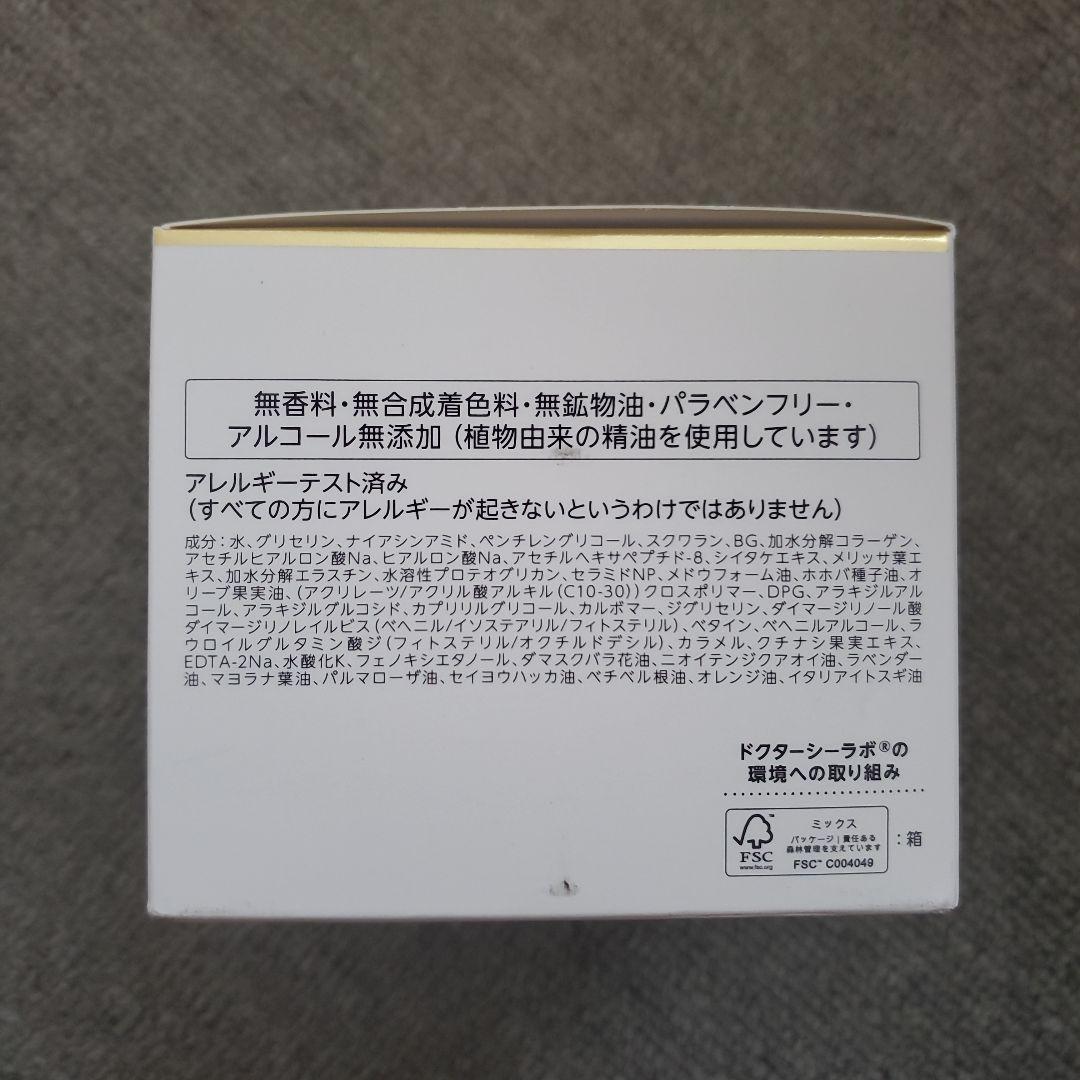 無香料・無合成着色料・無鉱物油・パラベンフリー・
アルコール無添加（植物由来の精油を使用しています）
アレルギーテスト済み
（すべての方にアレルギーが起きないというわけではありません）
成分：水、グリセリン、ナイアシンアミド、ペンチレングリコール、スクワラン、BG、加水分解コラーゲン、
アセチルヒアルロン酸Na、ヒアルロン酸Na、アセチルヘキサペプチド-8、シイタケエキス、メリッサ葉エ
キス、加水分解エラスチン、水溶性プロテオグリカン、セラミドNP、メドウフォーム油、ホホバ種子油、オ
リーブ果実油、（アクリレーツ/アクリル酸アルキル（C10-30））クロスポリマー、DPG、アラキジルアル
コール、アラキジルグルコシド、カプリリルグリコール、カルボマー、ジグリセリン、ダイマージリノール酸
ダイマージリノレイルビス（ベヘニル/イソステアリル/フィトステリル）、ベタイン、ベヘニルアルコール、ラ
ウロイルグルタミン酸ジ（フィトステリル/オクチルドデシル）、カラメル、クチナシ果実エキス、
EDTA-2Na、水酸化K、フェノキシエタノール、ダマスクバラ花油、ニオイテンジクアオイ油、ラベンダー
油、マヨラナ葉油、パルマローザ油、セイヨウハッカ油、ベチベル根油、オレンジ油、イタリアイトスギ油
ドクターシーラボ®の
環境への取り組み
ミックス
パッケージ｜責任ある
森林管理を支えています
FSC™ C004049
FSC
www.fsc.org
：箱